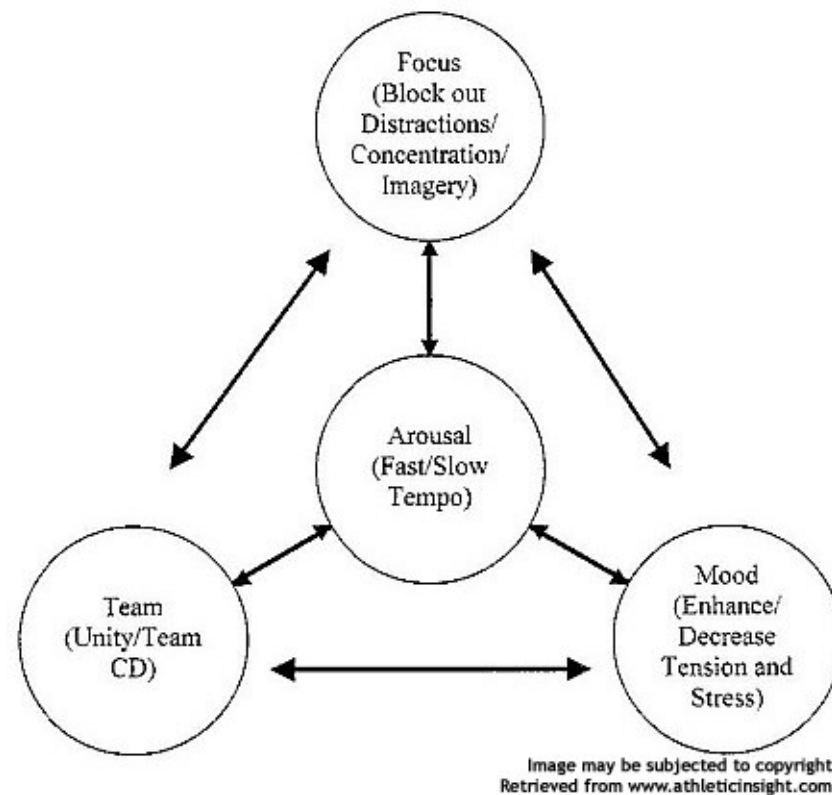 Focus
(Block out
Distractions/
Concentration/
Imagery)
Arousal
(Fast/Slow
Tempo)
Team
(Unity/Team
CD)
Mood
(Enhance/
Decrease
Tension and
Stress)
Image may be subjected to copyright
Retrieved from www.athleticinsight.com